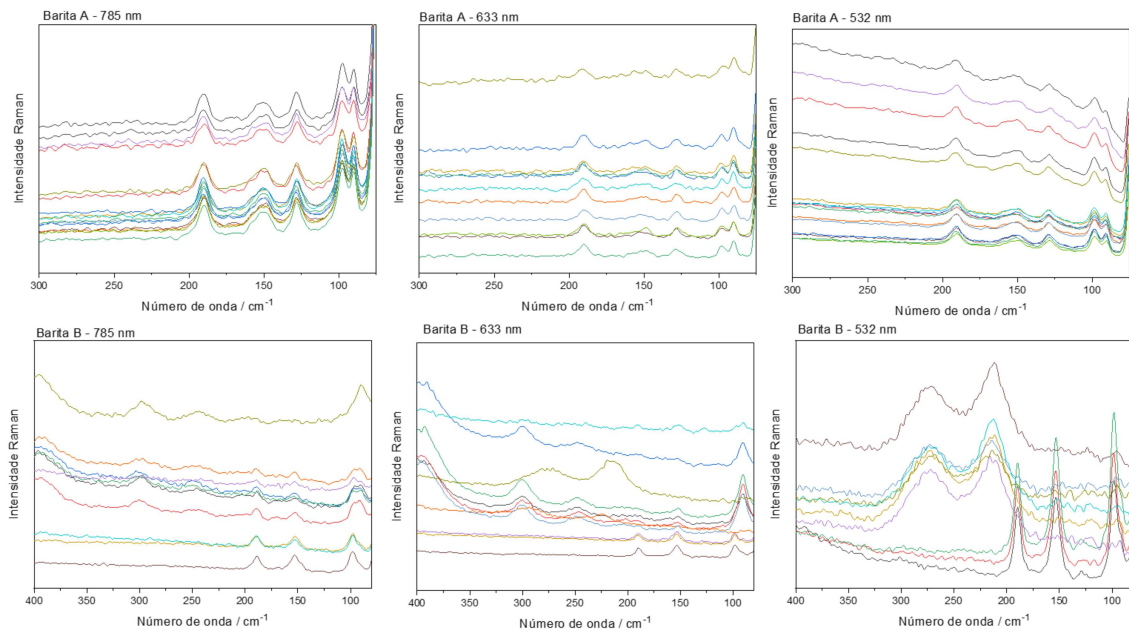 Barita A - 785 nm
Intensidade Raman
300 250 200 150 100
Número de onda / cm⁻¹
Barita A - 633 nm
Intensidade Raman
300 250 200 150 100
Número de onda / cm⁻¹
Barita A - 532 nm
Intensidade Raman
300 250 200 150 100
Número de onda / cm⁻¹
Barita B - 785 nm
Intensidade Raman
400 350 300 250 200 150 100
Número de onda / cm⁻¹
Barita B - 633 nm
Intensidade Raman
400 350 300 250 200 150 100
Número de onda / cm⁻¹
Barita B - 532 nm
Intensidade Raman
400 350 300 250 200 150 100
Número de onda / cm⁻¹